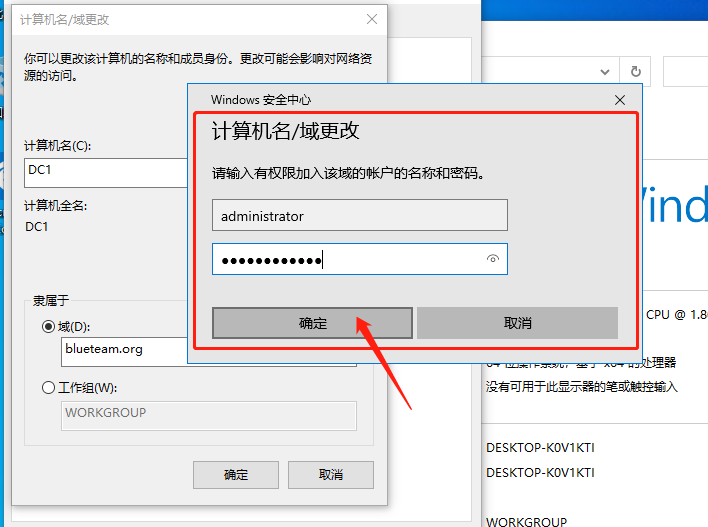 计算机名/域更改
你可以更改该计算机的名称和成员身份。更改可能会影响对网络资
源的访问。
计算机名(C):
DC1
计算机全名:
DC1
隶属于
域(D):
blueteam.org
工作组(W):
WORKGROUP
确定
取消
Windows 安全中心
计算机名/域更改
请输入有权限加入该域的帐户的名称和密码。
administrator
●●●●●●●●●●●●
确定
取消
Wind
CPU @ 1.8
64 位操作系统，基于 x64 的处理器
没有可用于此显示器的笔或触控输入
DESKTOP-K0V1KTI
DESKTOP-K0V1KTI
WORKGROUP